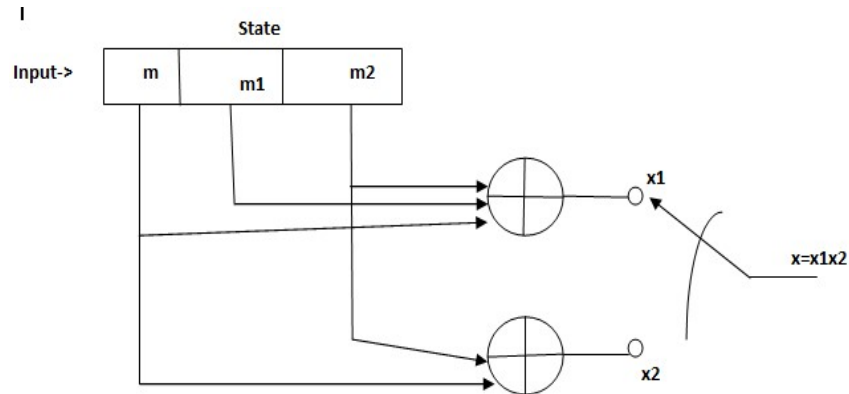 I
State
Input->
m
m1
m2
x1
x=x1x2
x2